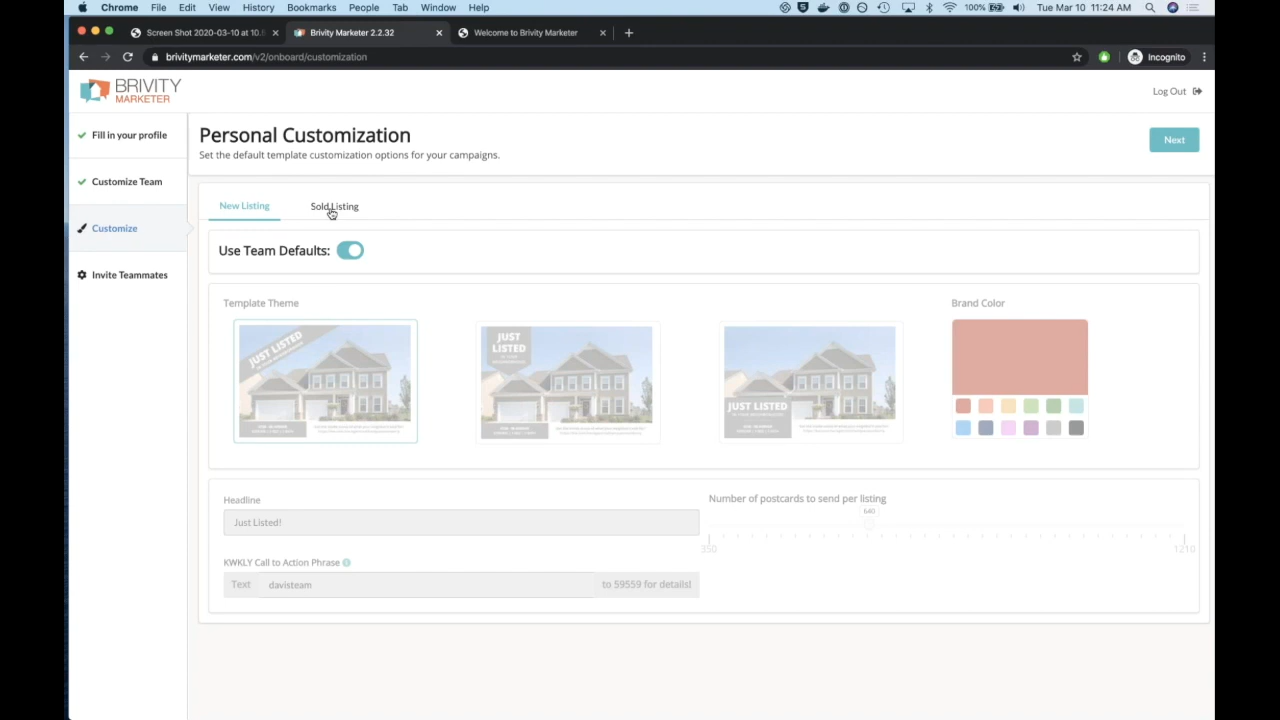 Chrome File Edit View History Bookmarks People Tab Window Help 100% Tue Mar 10 11:24 AM
Screen Shot 2020-03-10 at 10. Brivity Marketer 2.2.32 Welcome to Brivity Marketer
brivitymarketer.com/v2/onboard/customization Incognito
BRIVITY
MARKETER
Log Out
Fill in your profile
Customize Team
Customize
Invite Teammates
Personal Customization
Set the default template customization options for your campaigns.
Next
New Listing Sold Listing
Use Team Defaults:
Template Theme
JUST LISTED
JUST
LISTED
JUST LISTED
Brand Color
Headline
Just Listed!
KWKLY Call to Action Phrase
Text davisteam to 59559 for details!
Number of postcards to send per listing
640
350 1210